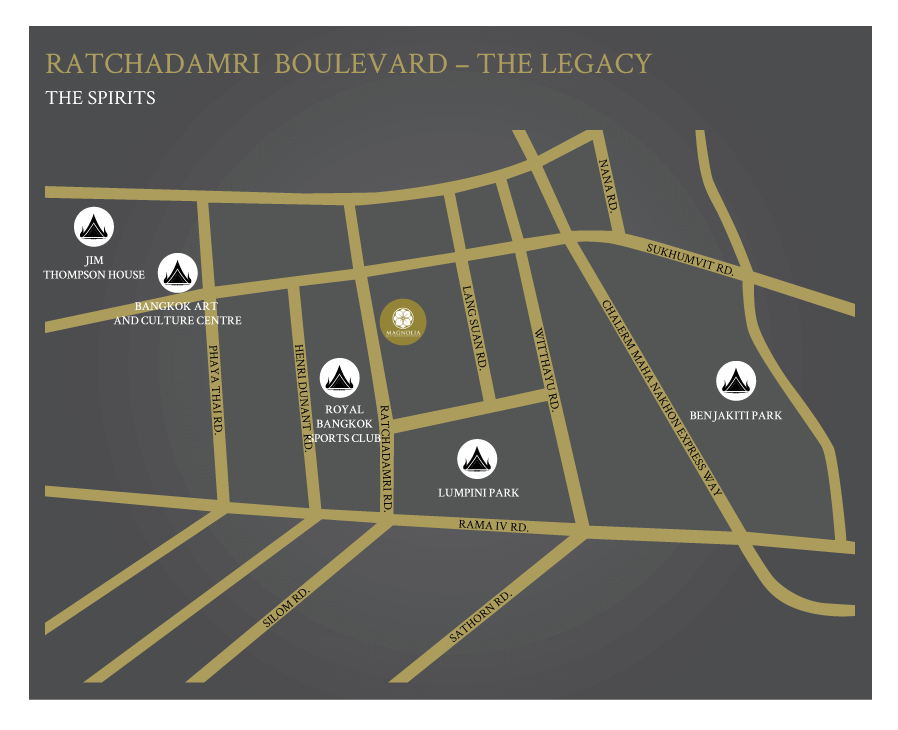 RATCHADAMRI BOULEVARD – THE LEGACY
THE SPIRITS
NANA RD.
SUKHUMVIT RD.
JIM
THOMPSON HOUSE
BANGKOK ART
AND CULTURE CENTRE
MAGNOLIA
LANG SUAN RD.
WITTHAYU RD.
CHALERM MAHA NAKHON EXPRESS WAY
PHAYA THAI RD.
HENRI DUNANT RD.
ROYAL
BANGKOK
SPORTS CLUB
RATCHADAMRI RD.
BENJAKITI PARK
LUMPINI PARK
RAMA IV RD.
SILOM RD.
SATHORN RD.